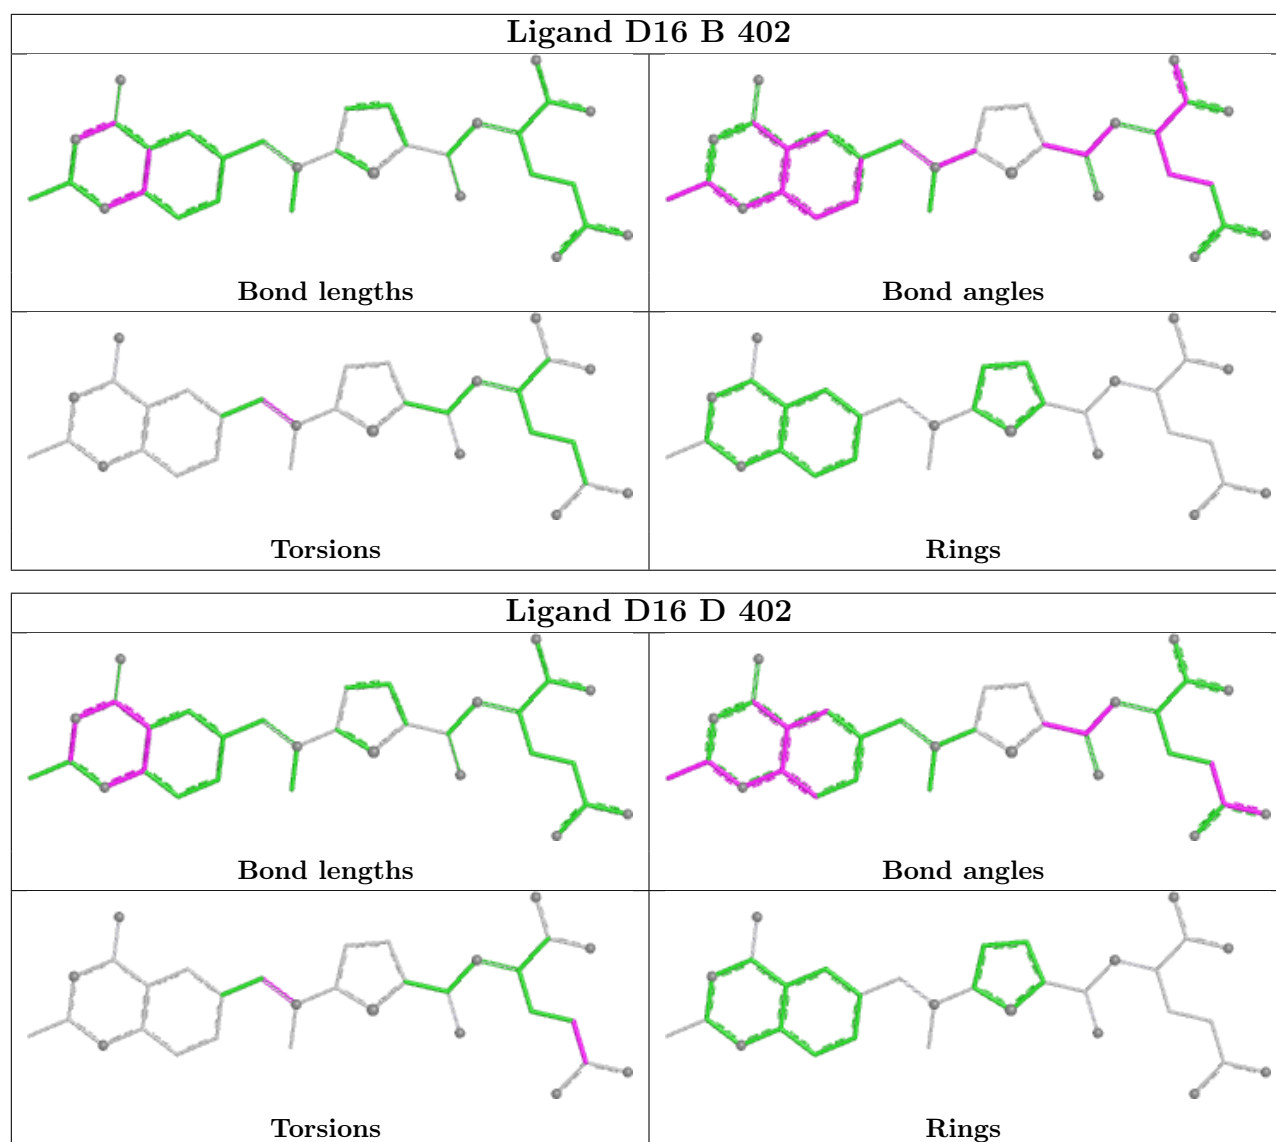 Ligand D16 B 402
Bond lengths
Bond angles
Torsions
Rings
Ligand D16 D 402
Bond lengths
Bond angles
Torsions
Rings